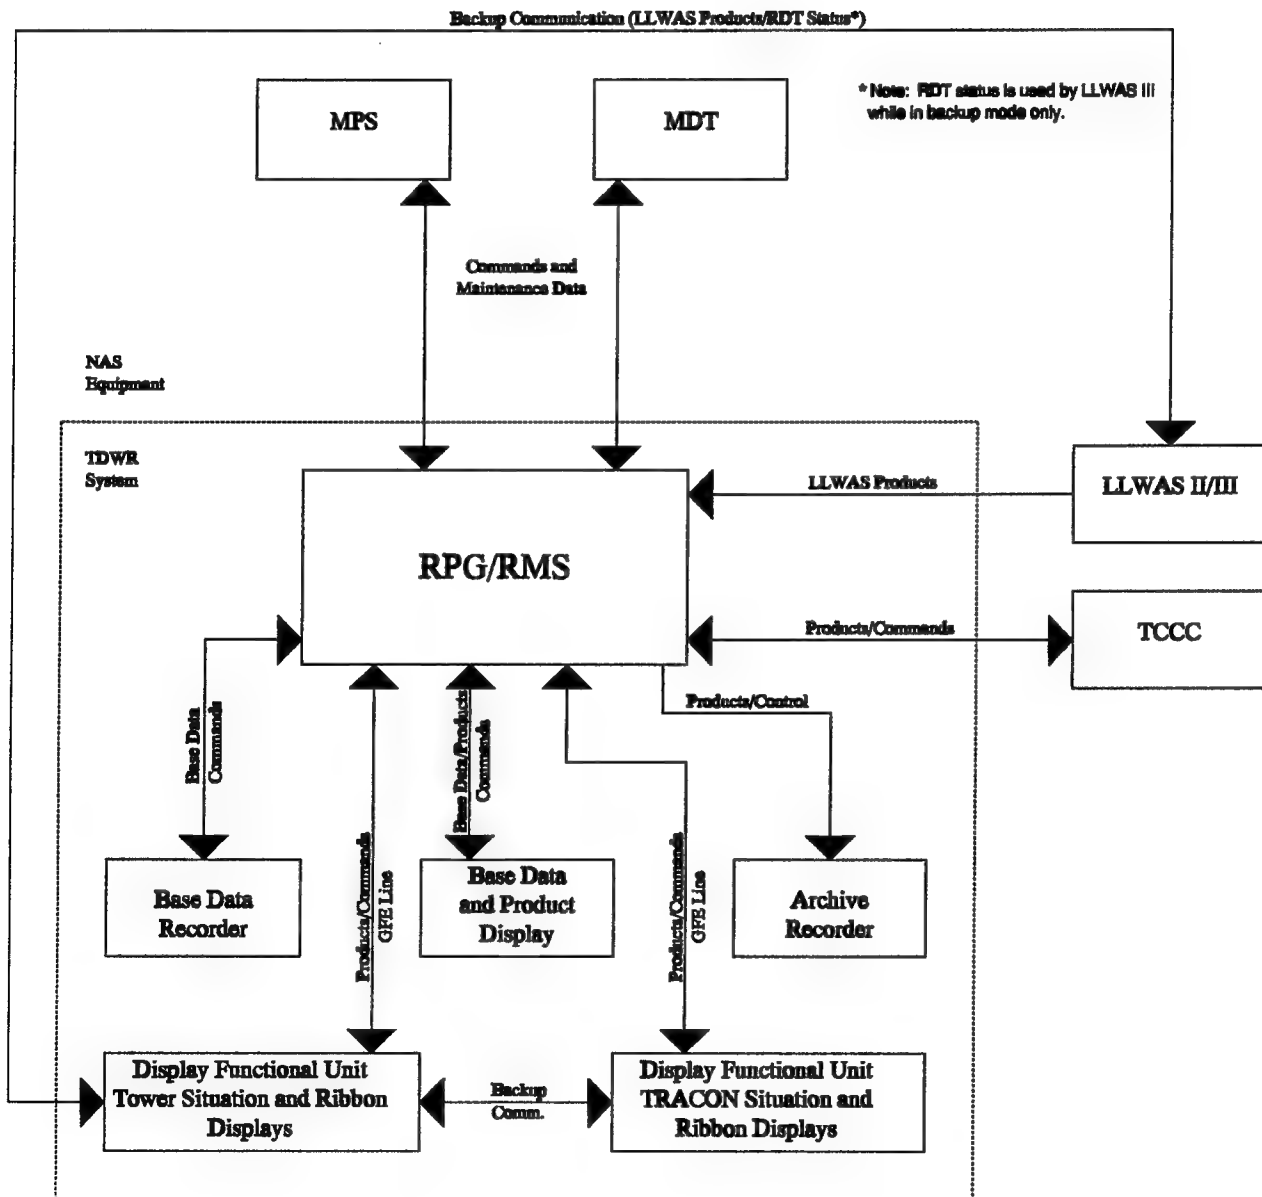 Backup Communication (LLWAS Products/RDT Status*)
MPS
MDT
* Note: RDT status is used by LLWAS III
while in backup mode only.
Commands and
Maintenance Data
NAS
Equipment
TDWR
System
LLWAS Products
LLWAS II/III
RPG/RMS
Products/Commands
TCCC
Products/Control
Base Data
Commands
Products/Commands
GFE Line
Base Data/Products
Commands
Products/Commands
GFE Line
Base Data
Recorder
Base Data
and Product
Display
Archive
Recorder
Display Functional Unit
Tower Situation and Ribbon
Displays
Backup
Comm.
Display Functional Unit
TRACON Situation and
Ribbon Displays